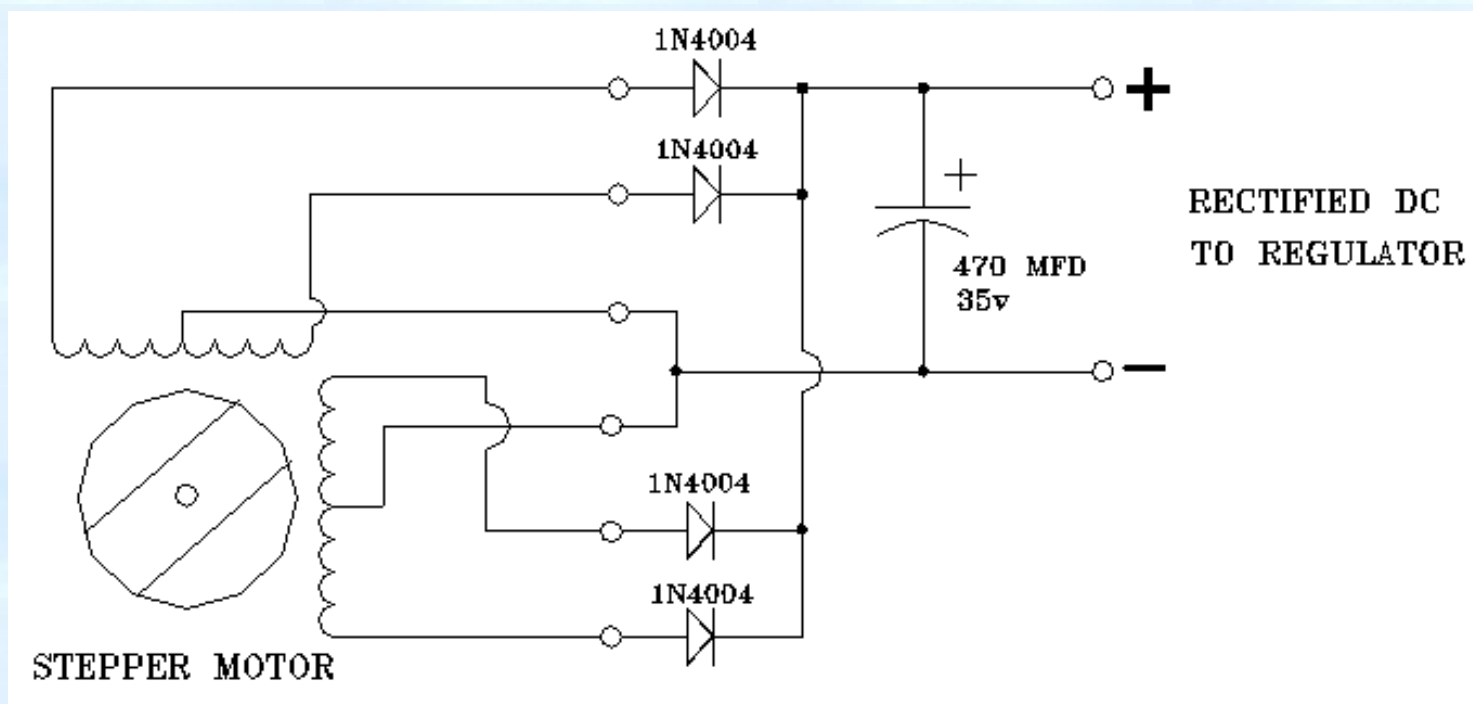 1N4004
1N4004
+
+
RECTIFIED DC
TO REGULATOR
470 MFD
35v
−
1N4004
1N4004
STEPPER MOTOR